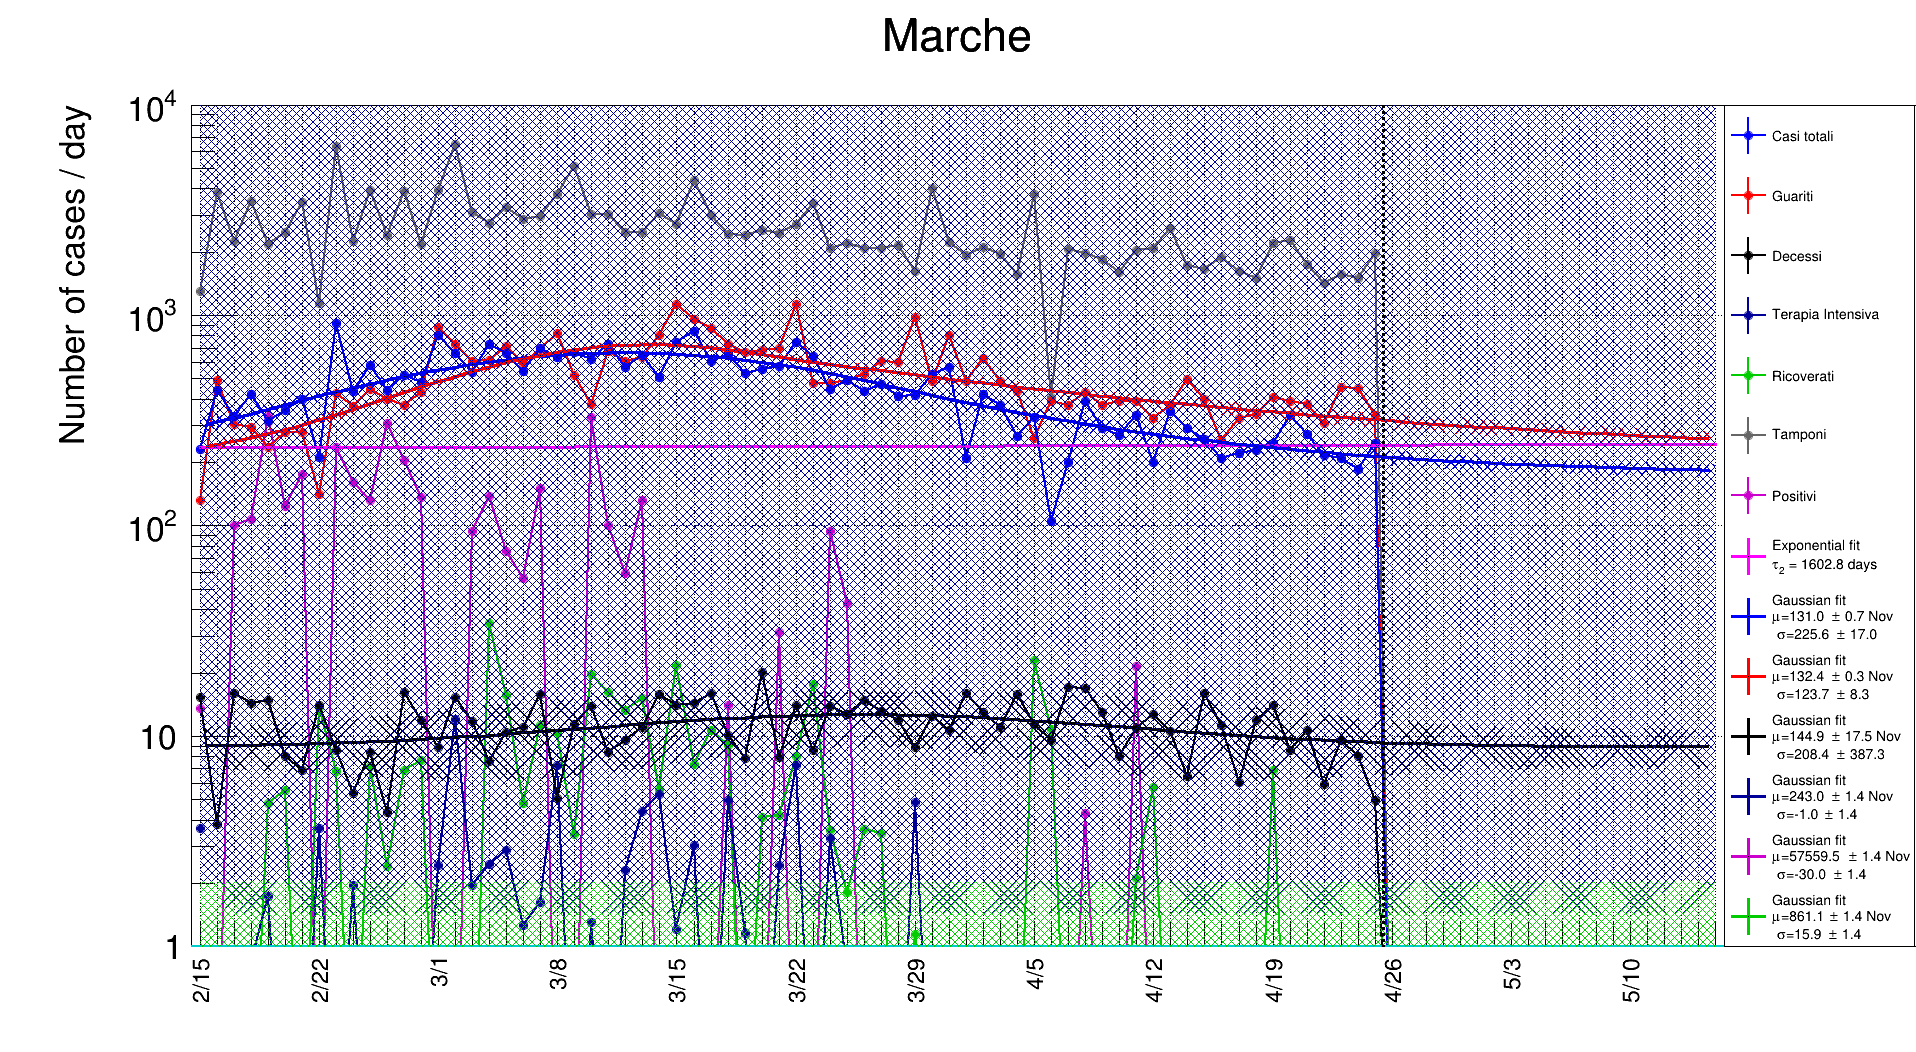 Marche
Number of cases / day
10^4
10^3
10^2
10
1
2/15
2/22
3/1
3/8
3/15
3/22
3/29
4/5
4/12
4/19
4/26
5/3
5/10
Casi totali
Guariti
Decessi
Terapia Intensiva
Ricoverati
Tamponi
Positivi
Exponential fit
τ₂ = 1602.8 days
Gaussian fit
μ=131.0 ± 0.7 Nov
σ=225.6 ± 17.0
Gaussian fit
μ=132.4 ± 0.3 Nov
σ=123.7 ± 8.3
Gaussian fit
μ=144.9 ± 17.5 Nov
σ=208.4 ± 387.3
Gaussian fit
μ=243.0 ± 1.4 Nov
σ=-1.0 ± 1.4
Gaussian fit
μ=57559.5 ± 1.4 Nov
σ=-30.0 ± 1.4
Gaussian fit
μ=861.1 ± 1.4 Nov
σ=15.9 ± 1.4